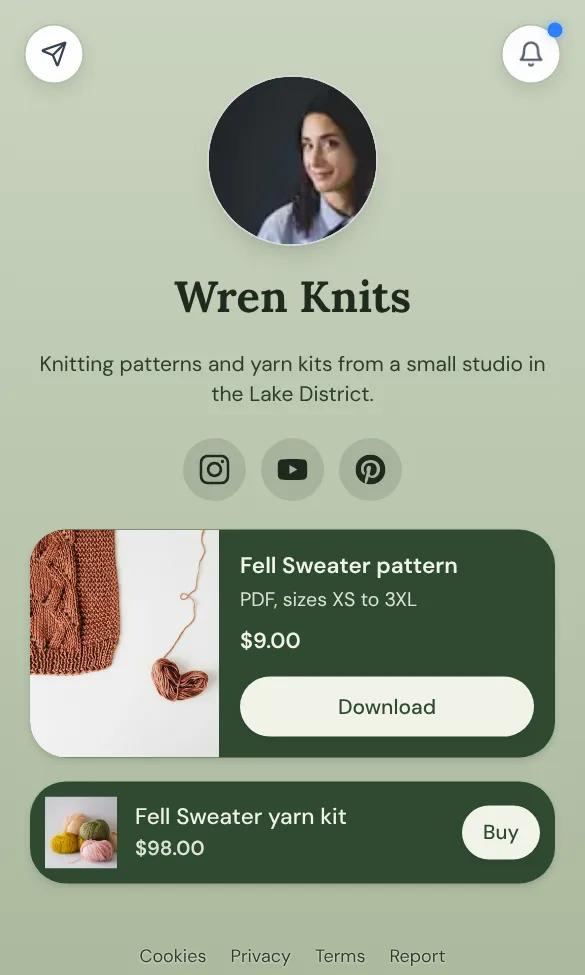 Wren Knits
Knitting patterns and yarn kits from a small studio in
the Lake District.
Fell Sweater pattern
PDF, sizes XS to 3XL
$9.00
Download
Fell Sweater yarn kit
$98.00
Buy
Cookies Privacy Terms Report